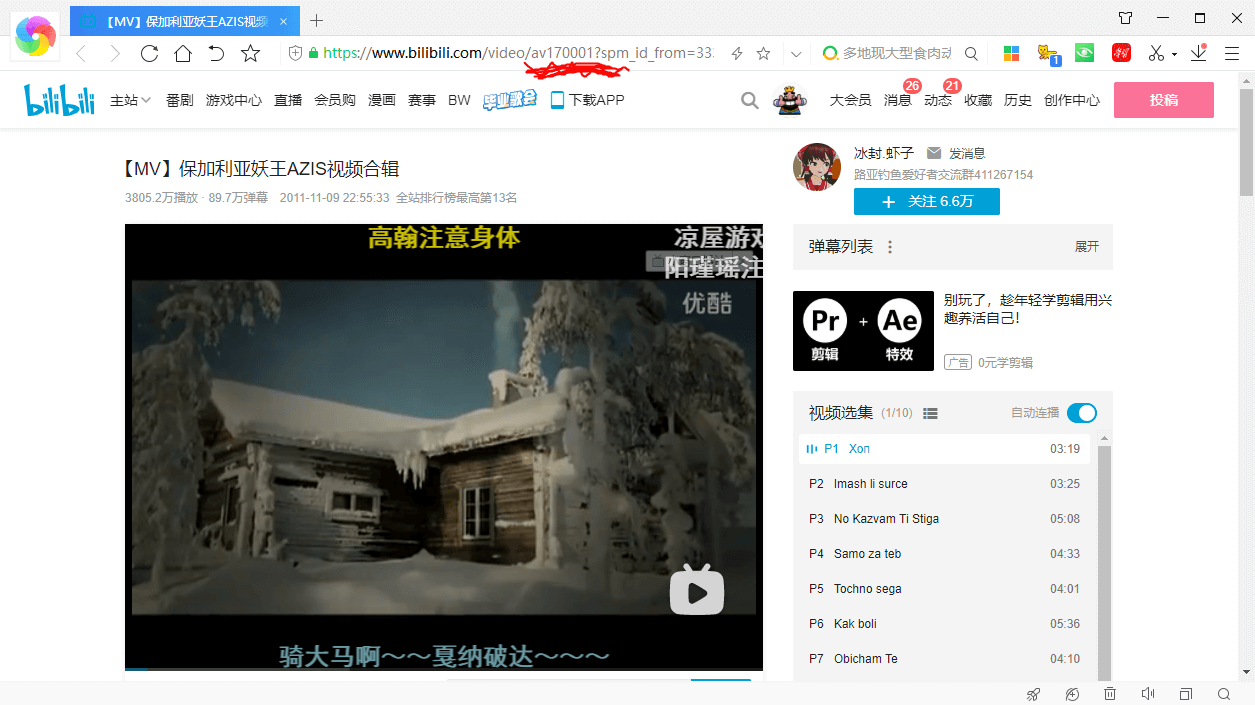 【MV】保加利亚妖王AZIS视频
https://www.bilibili.com/video/av170001?spm_id_from=33.
多地现大型食肉动
1
bilibili
主站
番剧
游戏中心
直播
会员购
漫画
赛事
BW
毕业歌会
下载APP
大会员
消息
26
动态
21
收藏
历史
创作中心
投稿
【MV】保加利亚妖王AZIS视频合辑
3805.2万播放 · 89.7万弹幕 2011-11-09 22:55:33 全站排行榜最高第13名
冰封.虾子 发消息
路亚钓鱼爱好者交流群411267154
+ 关注 6.6万
高翰注意身体
凉屋游戏
阳瑾瑶注
优酷
骑大马啊～～戛纳破达～～～
弹幕列表 展开
Pr + Ae
剪辑 特效
别玩了，趁年轻学剪辑用兴
趣养活自己！
广告 0元学剪辑
视频选集 (1/10) 自动连播
P1 Хоп 03:19
P2 Imash li surce 03:25
P3 No Kazvam Ti Stiga 05:08
P4 Samo za teb 04:33
P5 Tochno sega 04:01
P6 Kak boli 05:36
P7 Obicham Te 04:10